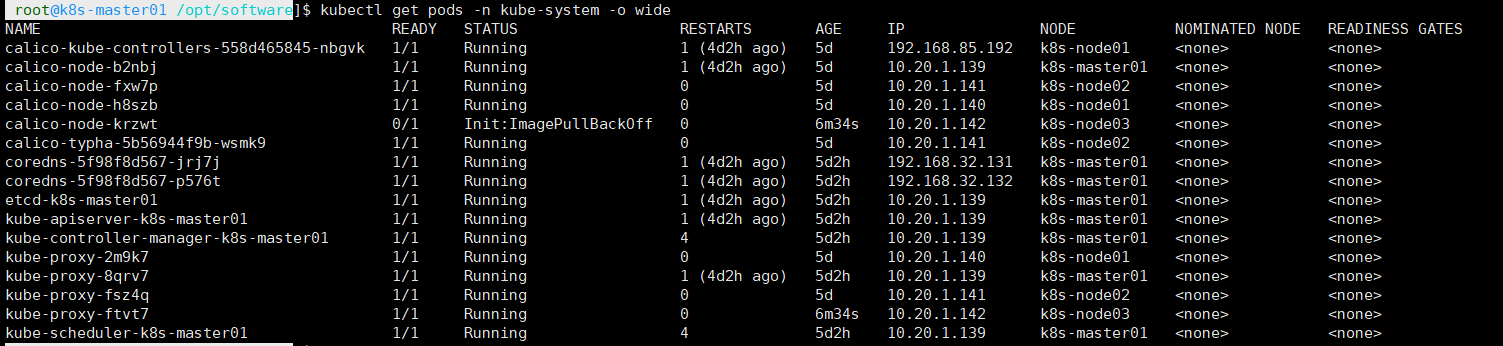 root@k8s-master01 /opt/software]$ kubectl get pods -n kube-system -o wide
NAME READY STATUS RESTARTS AGE IP NODE NOMINATED NODE READINESS GATES
calico-kube-controllers-558d465845-nbgvk 1/1 Running 1 (4d2h ago) 5d 192.168.85.192 k8s-node01 <none> <none>
calico-node-b2nbj 1/1 Running 1 (4d2h ago) 5d 10.20.1.139 k8s-master01 <none> <none>
calico-node-fxw7p 1/1 Running 0 5d 10.20.1.141 k8s-node02 <none> <none>
calico-node-h8szb 1/1 Running 0 5d 10.20.1.140 k8s-node01 <none> <none>
calico-node-krzwt 0/1 Init:ImagePullBackOff 0 6m34s 10.20.1.142 k8s-node03 <none> <none>
calico-typha-5b56944f9b-wsmk9 1/1 Running 0 5d 10.20.1.141 k8s-node02 <none> <none>
coredns-5f98f8d567-jrj7j 1/1 Running 1 (4d2h ago) 5d2h 192.168.32.131 k8s-master01 <none> <none>
coredns-5f98f8d567-p576t 1/1 Running 1 (4d2h ago) 5d2h 192.168.32.132 k8s-master01 <none> <none>
etcd-k8s-master01 1/1 Running 1 (4d2h ago) 5d2h 10.20.1.139 k8s-master01 <none> <none>
kube-apiserver-k8s-master01 1/1 Running 1 (4d2h ago) 5d2h 10.20.1.139 k8s-master01 <none> <none>
kube-controller-manager-k8s-master01 1/1 Running 4 5d2h 10.20.1.139 k8s-master01 <none> <none>
kube-proxy-2m9k7 1/1 Running 0 5d 10.20.1.140 k8s-node01 <none> <none>
kube-proxy-8qrv7 1/1 Running 1 (4d2h ago) 5d2h 10.20.1.139 k8s-master01 <none> <none>
kube-proxy-fsz4q 1/1 Running 0 5d 10.20.1.141 k8s-node02 <none> <none>
kube-proxy-ftvt7 1/1 Running 0 6m34s 10.20.1.142 k8s-node03 <none> <none>
kube-scheduler-k8s-master01 1/1 Running 4 5d2h 10.20.1.139 k8s-master01 <none> <none>